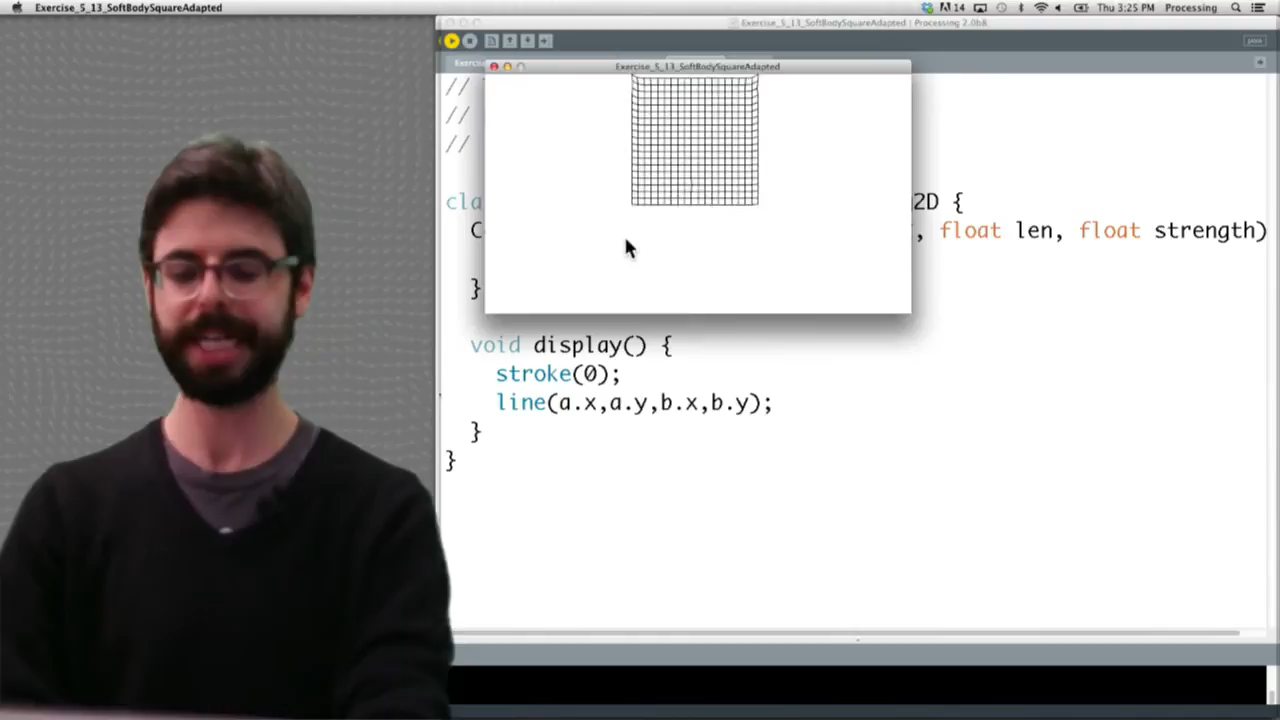 Exercise_5_13_SoftBodySquareAdapted
14
Thu 3:25 PM Processing
Exercise_5_13_SoftBodySquareAdapted | Processing 2.0b8
Exercise_5_13_SoftBodySquareAdapted
//
//
//
cla
2D {
C
, float len, float strength)
}
void display() {
stroke(0);
line(a.x,a.y,b.x,b.y);
}
}